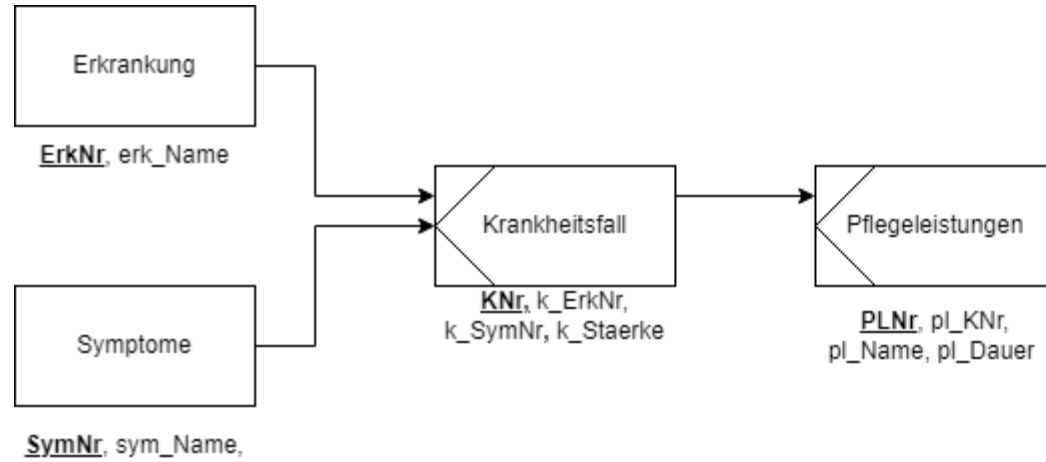 Erkrankung
ErkNr, erk_Name
Symptome
SymNr, sym_Name,
Krankheitsfall
KNr, k_ErkNr,
k_SymNr, k_Staerke
Pflegeleistungen
PLNr, pl_KNr,
pl_Name, pl_Dauer